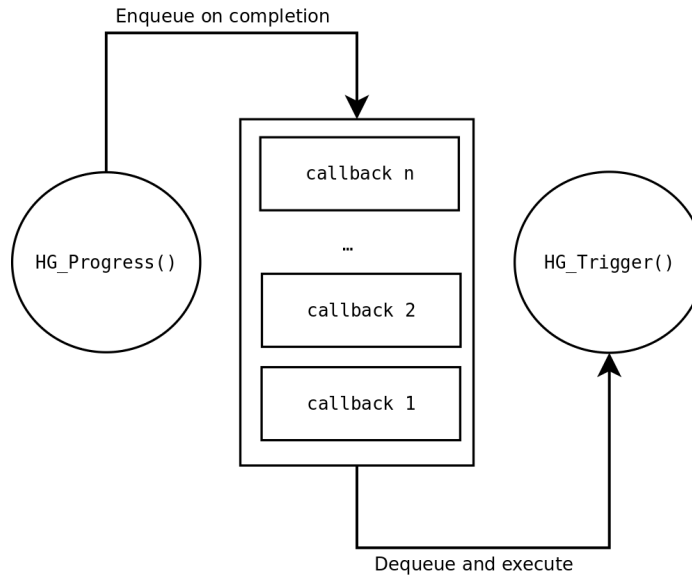 Enqueue on completion
callback n
HG_Progress()
…
HG_Trigger()
callback 2
callback 1
Dequeue and execute